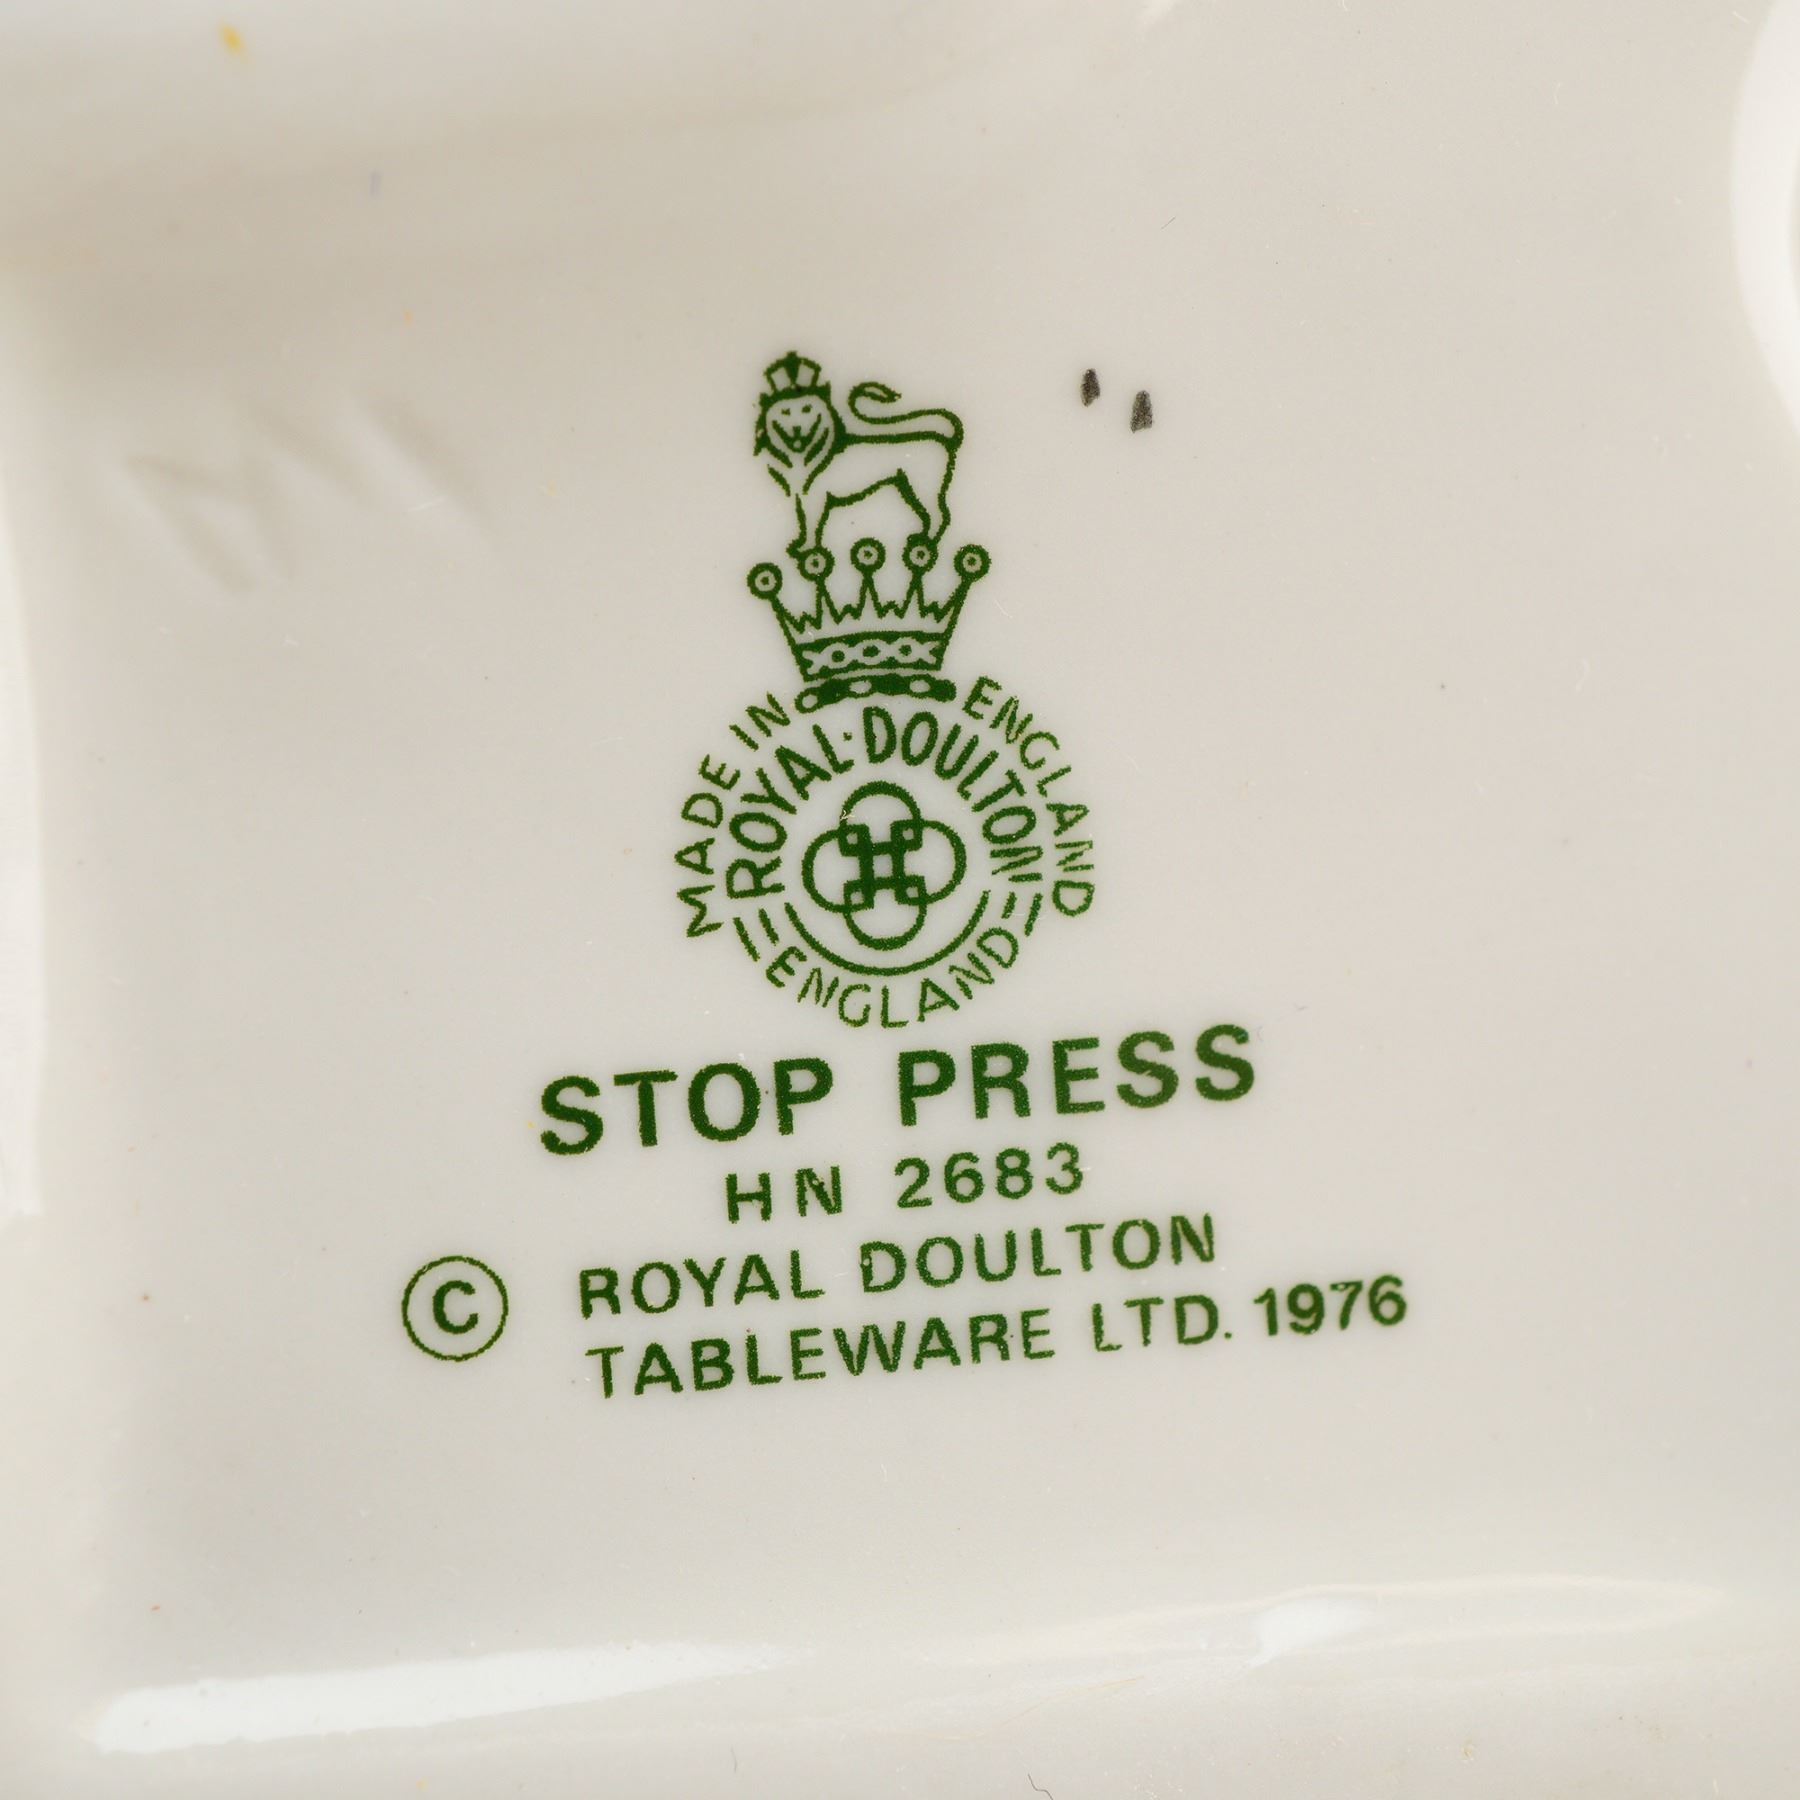 MADE IN ENGLAND
ROYAL·DOULTON
ENGLAND
STOP PRESS
HN 2683
© ROYAL DOULTON
TABLEWARE LTD. 1976